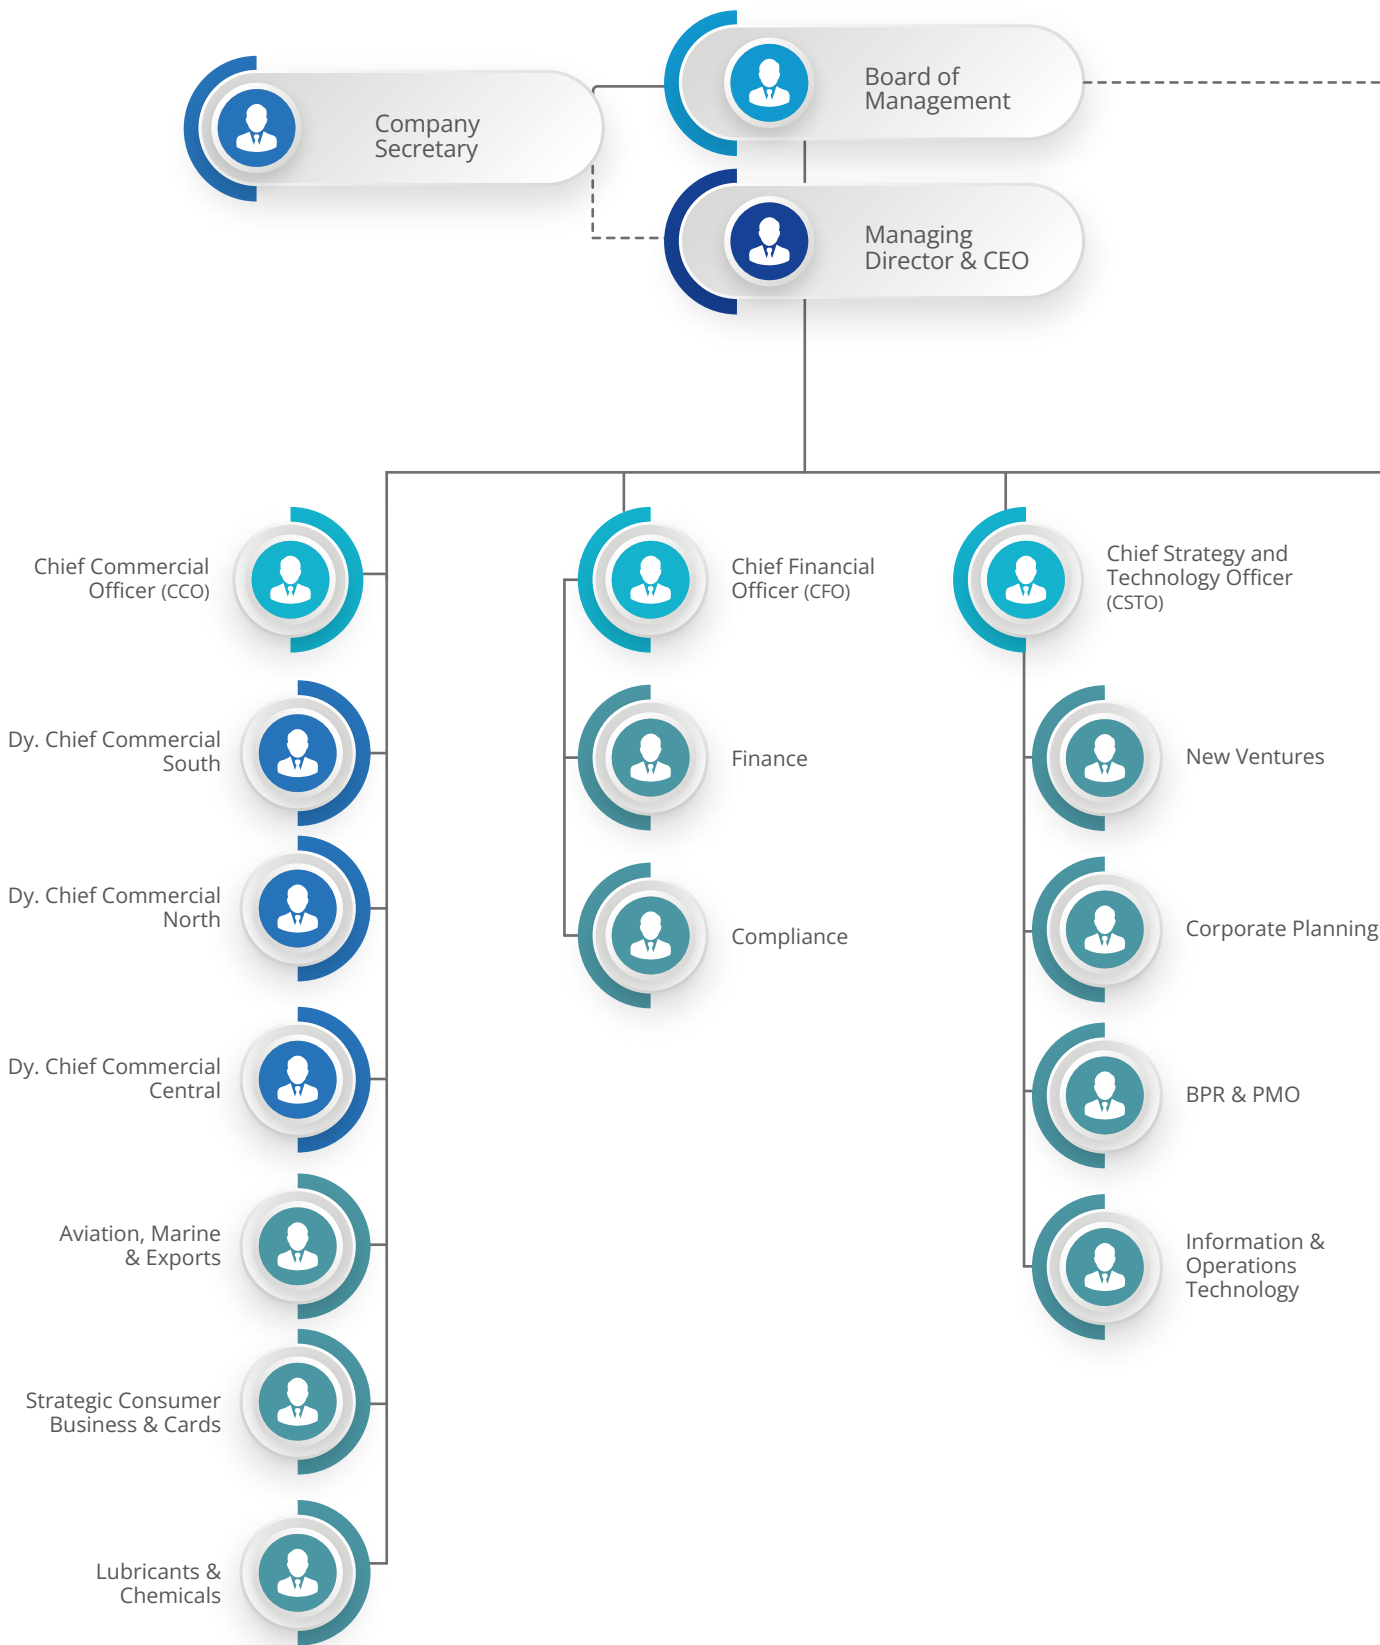 Board of
Management
Company
Secretary
Managing
Director & CEO
Chief Commercial
Officer (CCO)
Chief Financial
Officer (CFO)
Chief Strategy and
Technology Officer
(CSTO)
Dy. Chief Commercial
South
Finance
New Ventures
Dy. Chief Commercial
North
Compliance
Corporate Planning
Dy. Chief Commercial
Central
BPR & PMO
Aviation, Marine
& Exports
Information &
Operations
Technology
Strategic Consumer
Business & Cards
Lubricants &
Chemicals